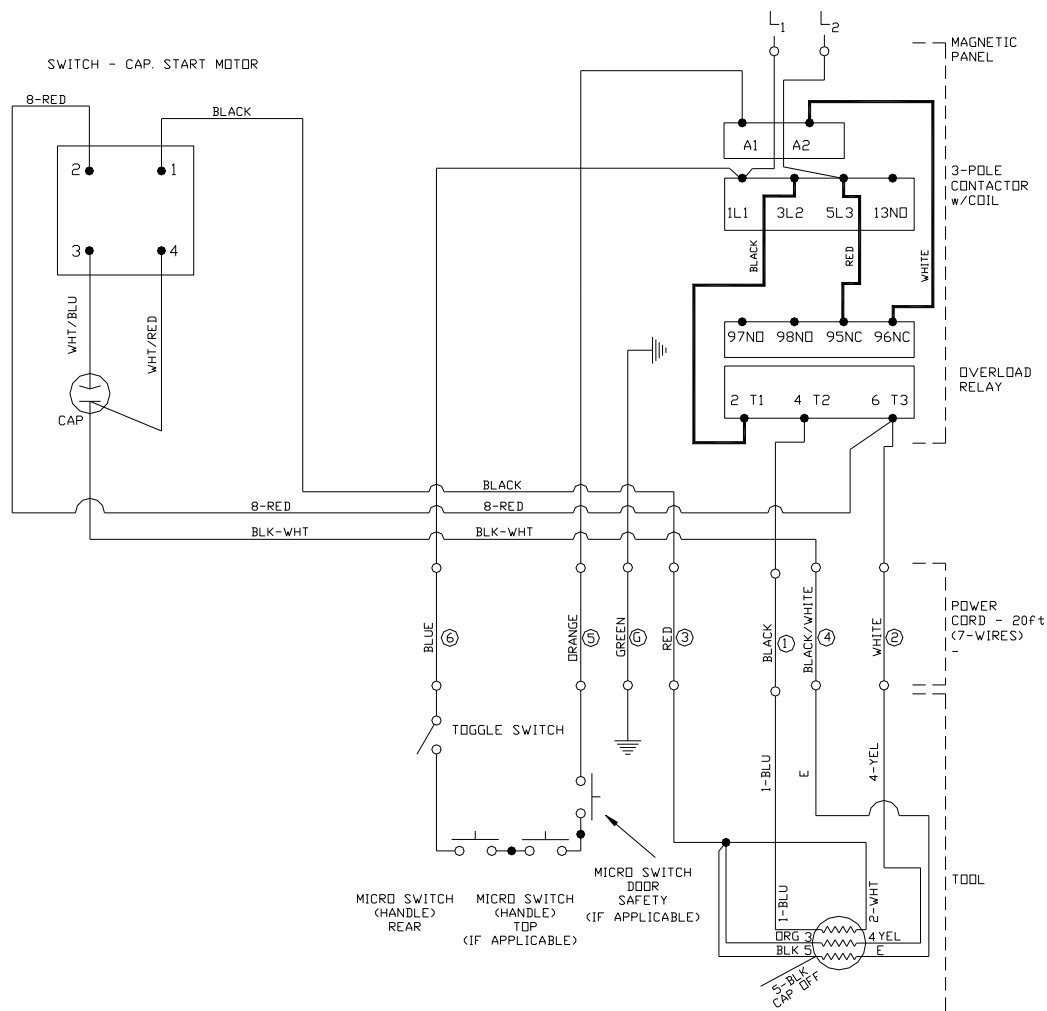 L1
L2
MAGNETIC
PANEL
SWITCH - CAP. START MOTOR
8-RED
BLACK
A1
A2
2
1
3
4
3-POLE
CONTACTOR
w/COIL
1L1
3L2
5L3
13NO
BLACK
RED
WHITE
WHT/BLU
WHT/RED
97NO
98NO
95NC
96NC
OVERLOAD
RELAY
2 T1
4 T2
6 T3
CAP
BLACK
8-RED
8-RED
BLK-WHT
BLK-WHT
POWER
CORD - 20ft
(7-WIRES)
-
BLUE
6
ORANGE
5
GREEN
G
RED
3
BLACK
1
BLACK/WHITE
4
WHITE
2
TOGGLE SWITCH
1-BLU
E
4-YEL
MICRO SWITCH
(HANDLE)
REAR
MICRO SWITCH
(HANDLE)
TOP
(IF APPLICABLE)
MICRO SWITCH
DOOR
SAFETY
(IF APPLICABLE)
TOOL
1-BLU
2-WHT
ORG 3
4 YEL
BLK 5
E
5-BLK
CAP OFF